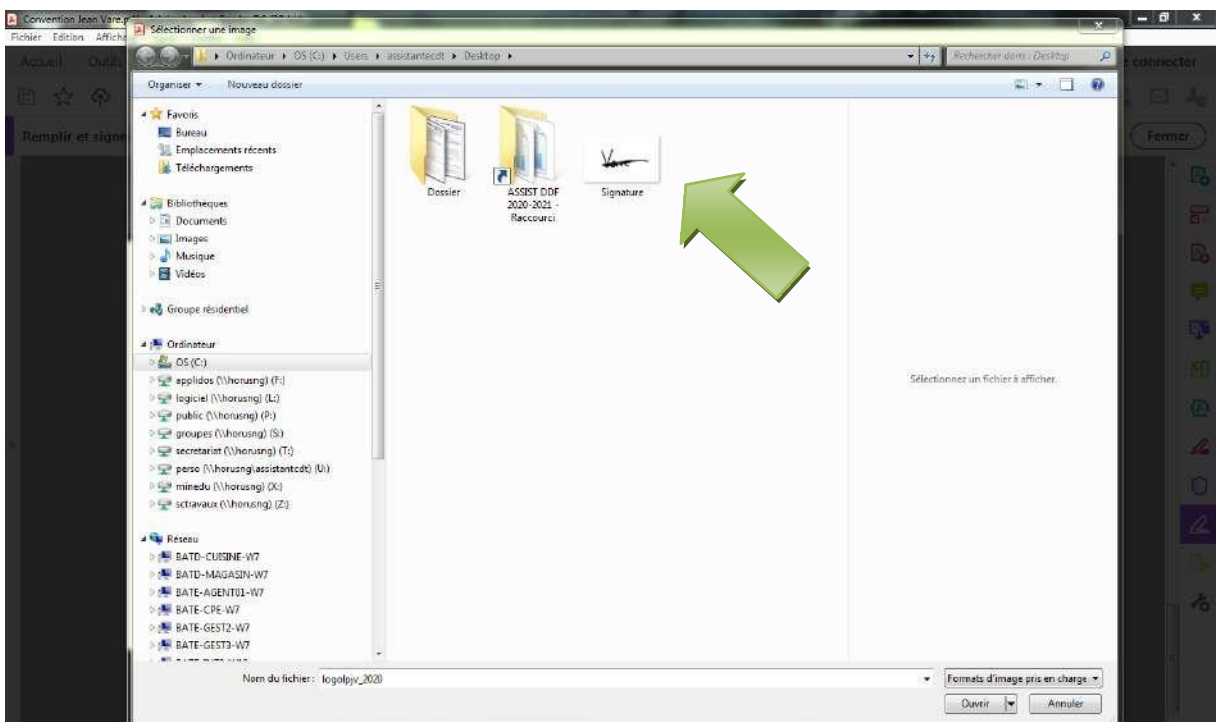 Sélectionner une image
Fichier Edition
Ordinateur OS (C:) Users assistantecdt Desktop
Rechercher dans : Desktop
Accueil Outils
connecter
Organiser Nouveau dossier
Remplir et signe
Fermer
Favoris
Bureau
Emplacements récents
Téléchargements
Bibliothèques
Documents
Images
Musique
Vidéos
Groupe résidentiel
Ordinateur
OS (C:)
applidos (\\horusng) (F:)
logiciel (\\horusng) (L:)
public (\\horusng) (P:)
groupes (\\horusng) (S:)
secretariat (\\horusng) (T:)
perso (\\horusng\assistantcdt) (U:)
minedu (\\horusng) (X:)
sctravaux (\\horusng) (Z:)
Réseau
BATD-CUISINE-W7
BATD-MAGASIN-W7
BATE-AGENT01-W7
BATE-CPE-W7
BATE-GEST2-W7
BATE-GEST3-W7
Dossier
ASSIST DDF
2020-2021 -
Raccourci
Vare
Signature
Sélectionnez un fichier à afficher.
Nom du fichier : logolpjv_2020
Formats d'image pris en charge
Ouvrir Annuler